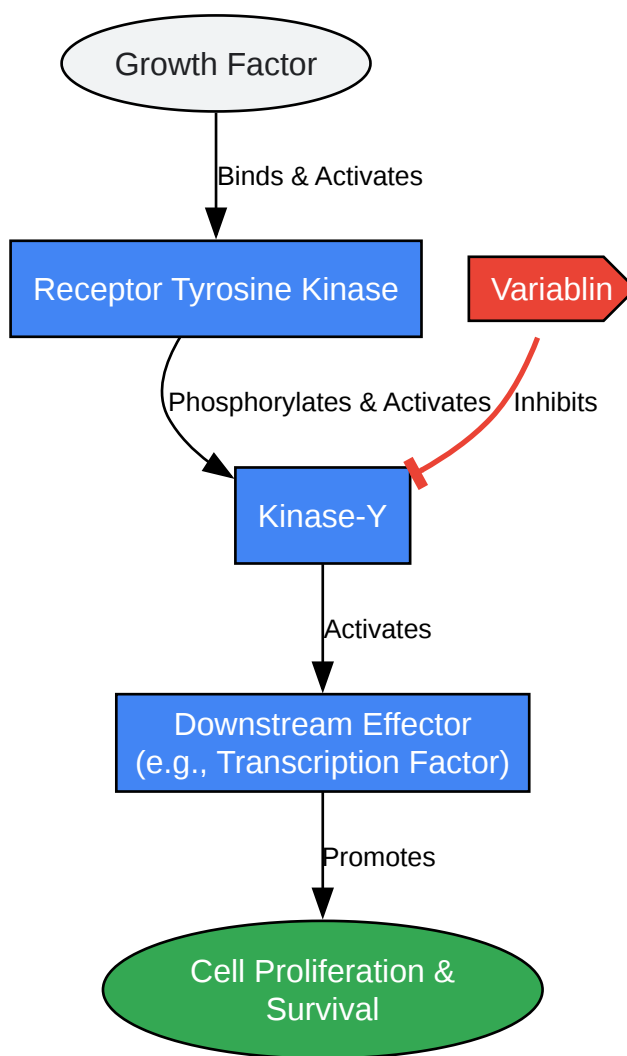 Growth Factor
Binds & Activates
Receptor Tyrosine Kinase
Variablin
Phosphorylates & Activates
Inhibits
Kinase-Y
Activates
Downstream Effector
(e.g., Transcription Factor)
Promotes
Cell Proliferation &
Survival